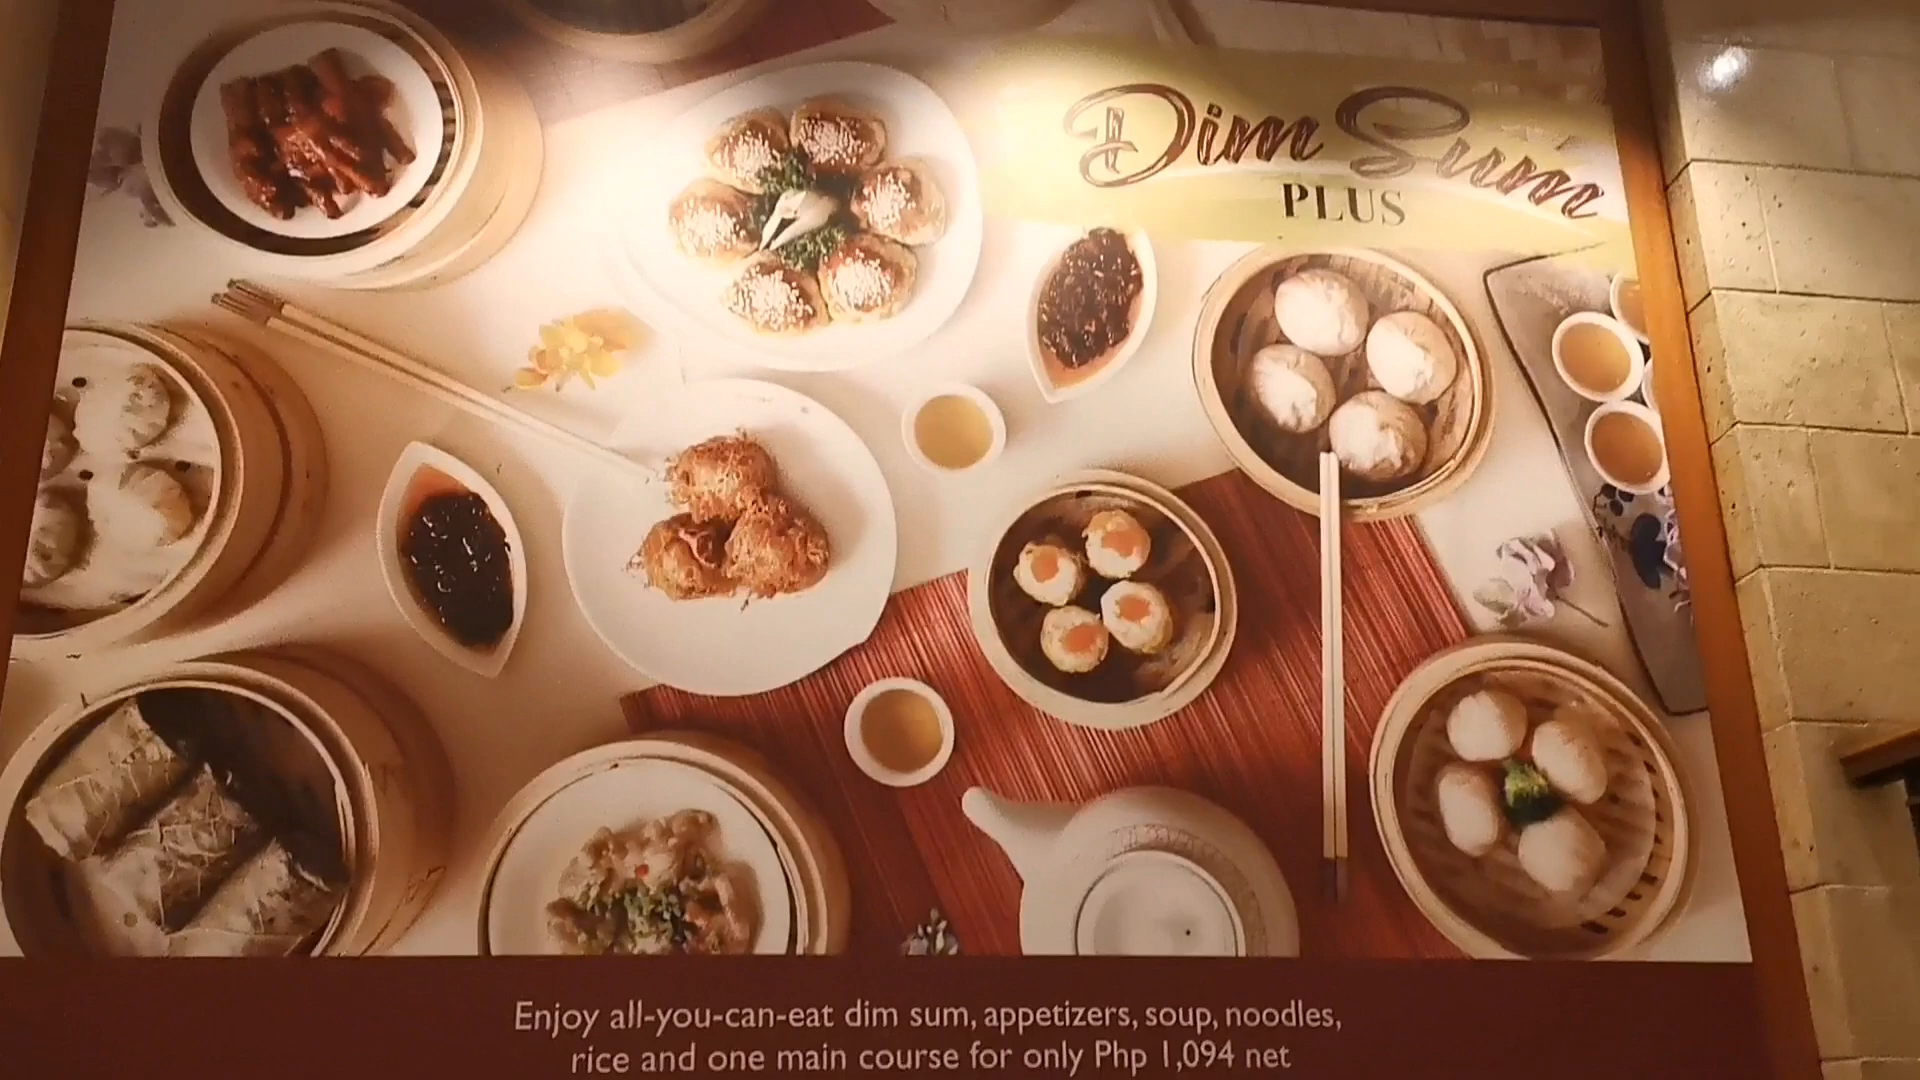 Dim Sum
PLUS
Enjoy all-you-can-eat dim sum, appetizers, soup, noodles,
rice and one main course for only Php 1,094 net